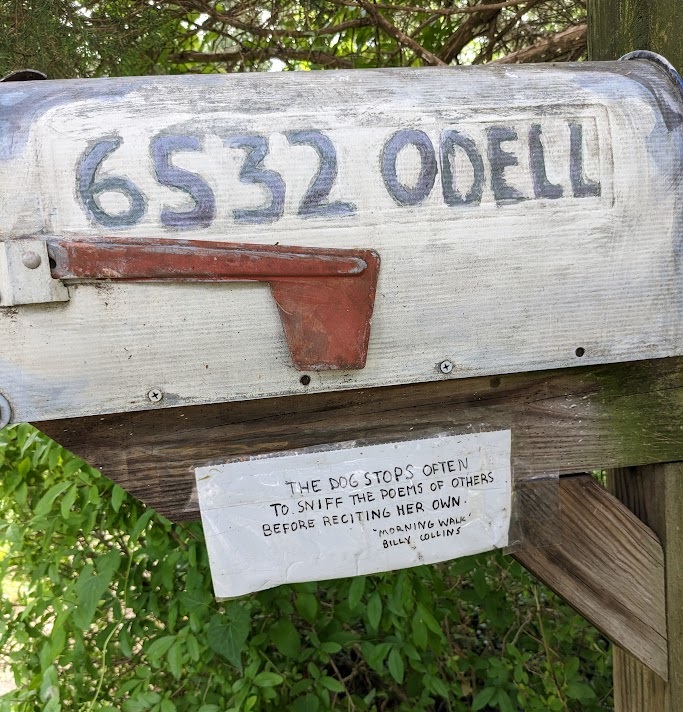 6532 ODELL
THE DOG STOPS OFTEN
TO SNIFF THE POEMS OF OTHERS
BEFORE RECITING HER OWN.
"MORNING WALK"
BILLY COLLINS